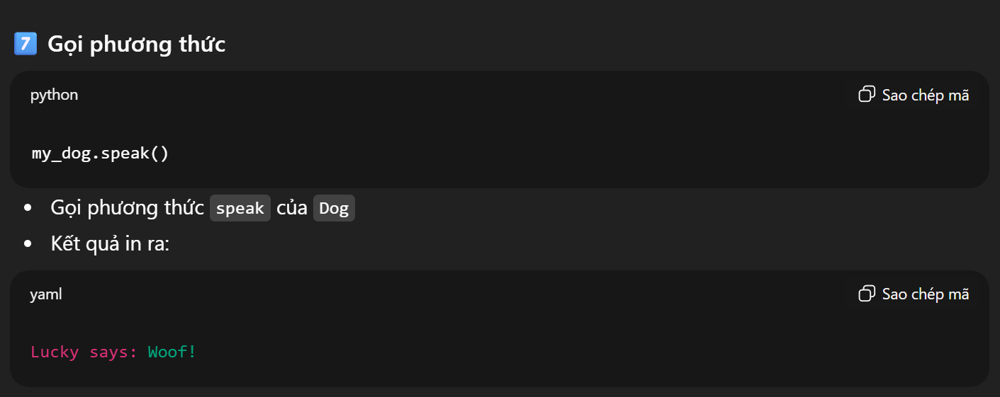 7 Gọi phương thức
python Sao chép mã
my_dog.speak()
• Gọi phương thức speak của Dog
• Kết quả in ra:
yaml Sao chép mã
Lucky says: Woof!